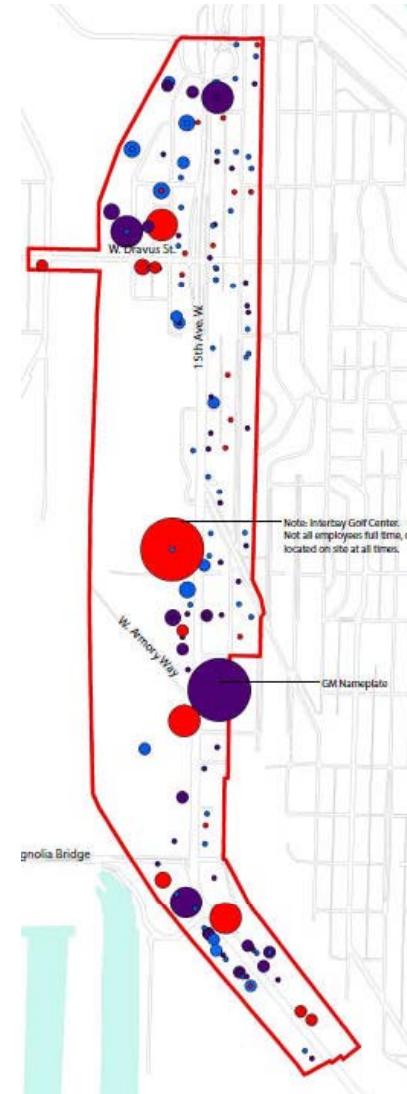 W. Dravus St.
15th Ave. W.
Note: Interbay Golf Center.
Not all employees full time,
located on site at all times.
W. Armory Way
GM Nameplate
gnolia Bridge